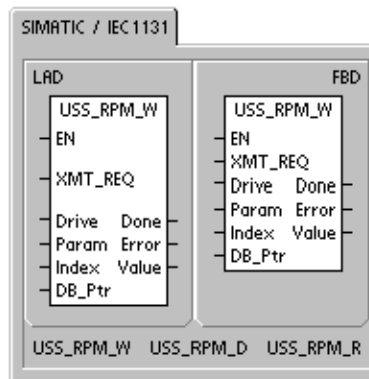 SIMATIC / IEC1131
LAD
USS_RPM_W
EN
XMT_REQ
Drive Done
Param Error
Index Value
DB_Ptr
FBD
USS_RPM_W
EN
XMT_REQ
Drive Done
Param Error
Index Value
DB_Ptr
USS_RPM_W USS_RPM_D USS_RPM_R